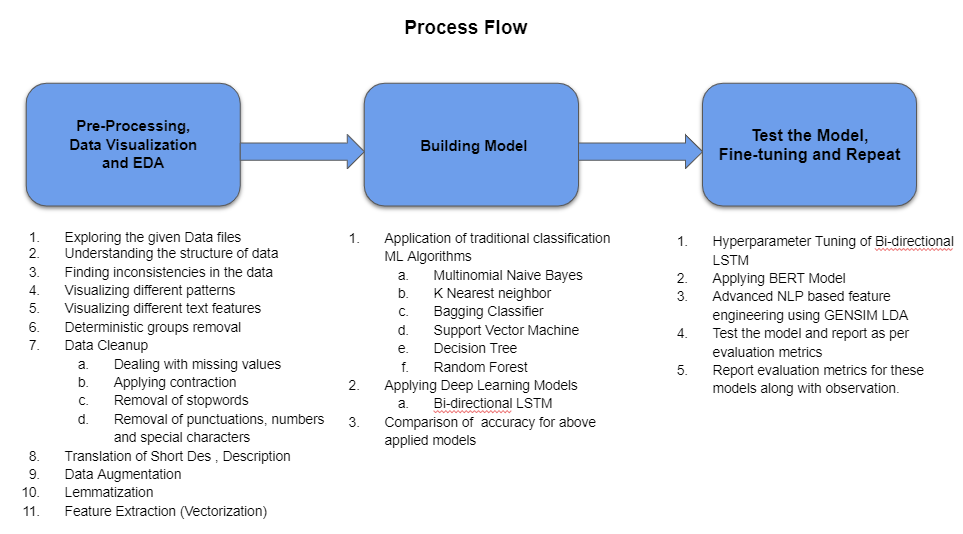 Process Flow
Pre-Processing,
Data Visualization
and EDA
Building Model
Test the Model,
Fine-tuning and Repeat
1. Exploring the given Data files
2. Understanding the structure of data
3. Finding inconsistencies in the data
4. Visualizing different patterns
5. Visualizing different text features
6. Deterministic groups removal
7. Data Cleanup
a. Dealing with missing values
b. Applying contraction
c. Removal of stopwords
d. Removal of punctuations, numbers
and special characters
8. Translation of Short Des , Description
9. Data Augmentation
10. Lemmatization
11. Feature Extraction (Vectorization)
1. Application of traditional classification
ML Algorithms
a. Multinomial Naive Bayes
b. K Nearest neighbor
c. Bagging Classifier
d. Support Vector Machine
e. Decision Tree
f. Random Forest
2. Applying Deep Learning Models
a. Bi-directional LSTM
3. Comparison of accuracy for above
applied models
1. Hyperparameter Tuning of Bi-directional
LSTM
2. Applying BERT Model
3. Advanced NLP based feature
engineering using GENSIM LDA
4. Test the model and report as per
evaluation metrics
5. Report evaluation metrics for these
models along with observation.